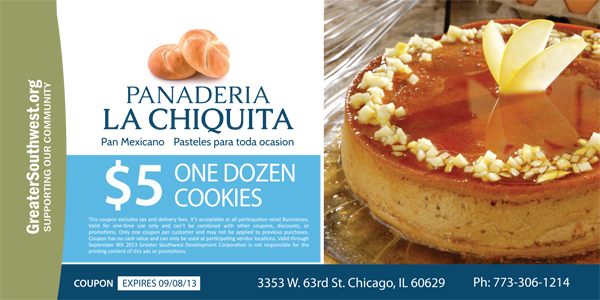 GreaterSouthwest.org
SUPPORTING OUR COMMUNITY
PANADERIA
LA CHIQUITA
Pan Mexicano Pasteles para toda ocasion
$5 ONE DOZEN
COOKIES
This coupon excludes tax and delivery fees. It's acceptable at all participation retail Businesses.
Valid for one-time use only and can't be combined with other coupons, discounts, or
promotions. Only one coupon per customer and may not be applied to previous purchases.
Coupon has no cash value and can only be used at participating vendor locations. Valid through
September 8th 2013 Greater Southwest Development Corporation is not responsible for the
printing content of this ads or promotions.
COUPON EXPIRES 09/08/13 3353 W. 63rd St. Chicago, IL 60629 Ph: 773-306-1214